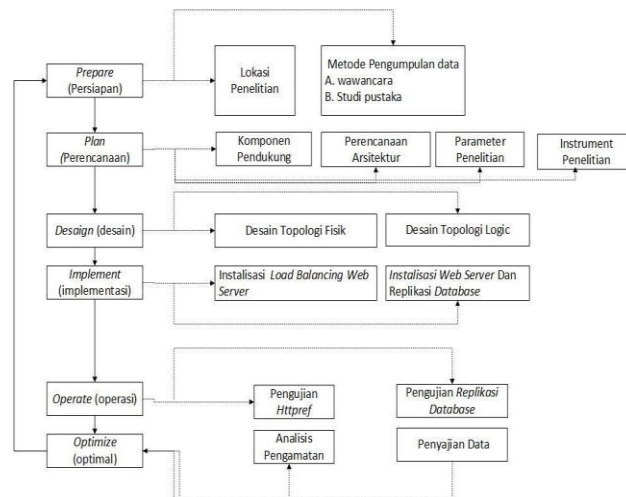 Prepare
(Persiapan)
Lokasi
Penelitian
Metode Pengumpulan data
A. wawancara
B. Studi pustaka
Plan
(Perencanaan)
Komponen
Pendukung
Perencanaan
Arsitektur
Parameter
Penelitian
Instrument
Penelitian
Desaign (desain)
Desain Topologi Fisik
Desain Topologi Logic
Implement
(implementasi)
Instalisasi Load Balancing Web
Server
Instalisasi Web Server Dan
Replikasi Database
Operate (operasi)
Pengujian
Httpref
Pengujian Replikasi
Database
Optimize
(optimal)
Analisis
Pengamatan
Penyajian Data